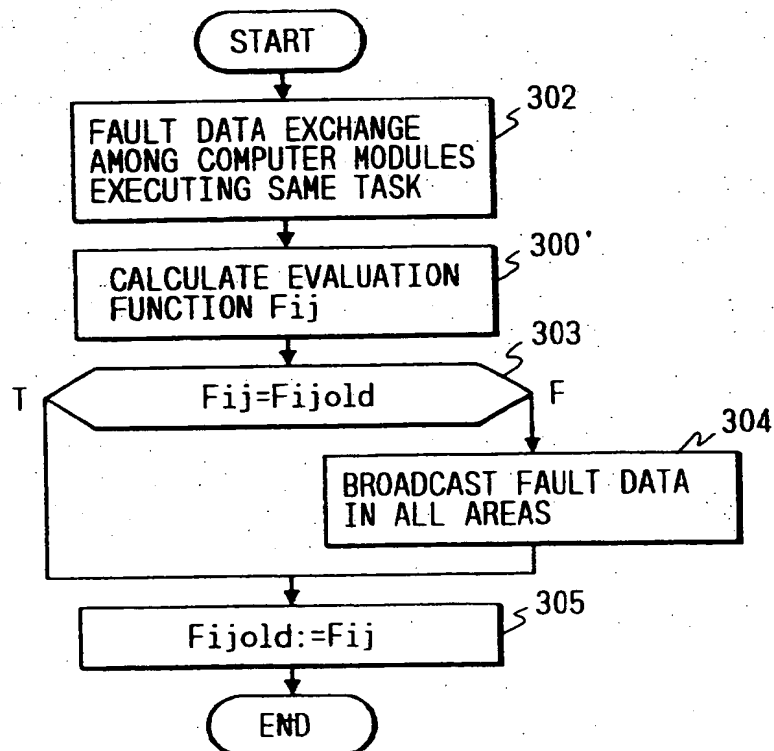 START
302
FAULT DATA EXCHANGE
AMONG COMPUTER MODULES
EXECUTING SAME TASK
300'
CALCULATE EVALUATION
FUNCTION Fij
303
T
Fij=Fijold
F
304
BROADCAST FAULT DATA
IN ALL AREAS
305
Fijold:=Fij
END